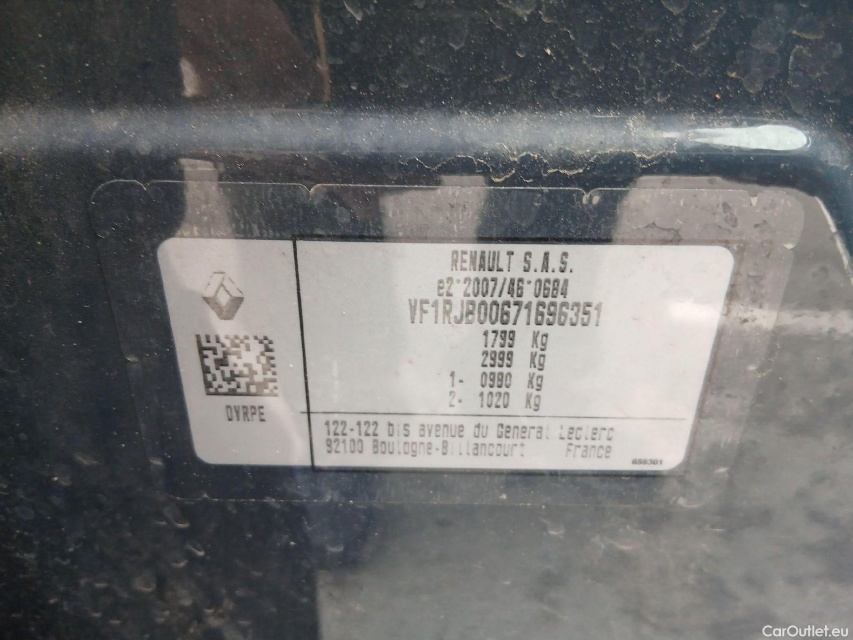 RENAULT S.A.S.
e2*2007/46*0684
VF1RJB00671696351
1799 Kg
2999 Kg
1- 0980 Kg
2- 1020 Kg
DVRPE
122-122 bis avenue du General Leclerc
92100 Boulogne-Billancourt France
CarOutlet.eu